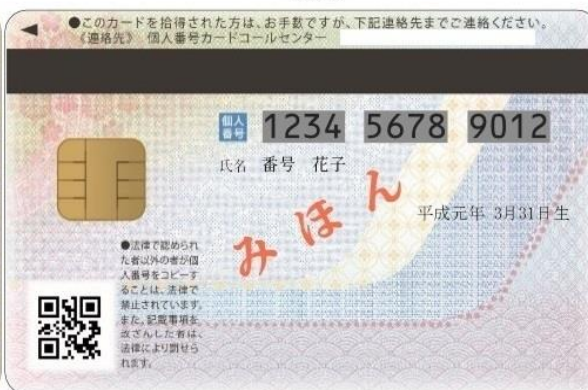 ●このカードを拾得された方は、お手数ですが、下記連絡先までご連絡ください。
《連絡先》 個人番号カードコールセンター
個人番号 1234 5678 9012
氏名 番号 花子
みほん
平成元年 3月31日生
●法律で認められ
た者以外の者が個
人番号をコピーす
ることは、法律で
禁止されています。
また、記載事項を
改ざんした者は、
法律により罰せら
れます。